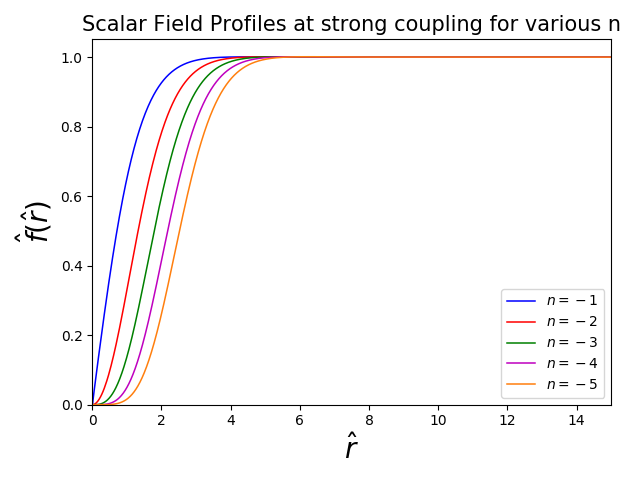 Scalar Field Profiles at strong coupling for various n
1.0
0.8
0.6
0.4
0.2
0.0
f̂(r̂)
0 2 4 6 8 10 12 14
r̂
n = −1
n = −2
n = −3
n = −4
n = −5